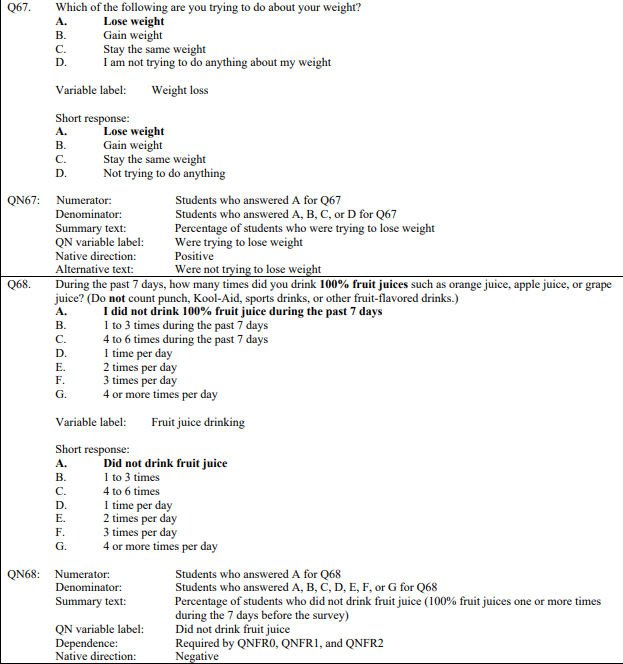 Q67. Which of the following are you trying to do about your weight?
A. Lose weight
B. Gain weight
C. Stay the same weight
D. I am not trying to do anything about my weight
Variable label: Weight loss
Short response:
A. Lose weight
B. Gain weight
C. Stay the same weight
D. Not trying to do anything
QN67: Numerator: Students who answered A for Q67
Denominator: Students who answered A, B, C, or D for Q67
Summary text: Percentage of students who were trying to lose weight
QN variable label: Were trying to lose weight
Native direction: Positive
Alternative text: Were not trying to lose weight
Q68. During the past 7 days, how many times did you drink 100% fruit juices such as orange juice, apple juice, or grape
juice? (Do not count punch, Kool-Aid, sports drinks, or other fruit-flavored drinks.)
A. I did not drink 100% fruit juice during the past 7 days
B. 1 to 3 times during the past 7 days
C. 4 to 6 times during the past 7 days
D. 1 time per day
E. 2 times per day
F. 3 times per day
G. 4 or more times per day
Variable label: Fruit juice drinking
Short response:
A. Did not drink fruit juice
B. 1 to 3 times
C. 4 to 6 times
D. 1 time per day
E. 2 times per day
F. 3 times per day
G. 4 or more times per day
QN68: Numerator: Students who answered A for Q68
Denominator: Students who answered A, B, C, D, E, F, or G for Q68
Summary text: Percentage of students who did not drink fruit juice (100% fruit juices one or more times
during the 7 days before the survey)
QN variable label: Did not drink fruit juice
Dependence: Required by QNFR0, QNFR1, and QNFR2
Native direction: Negative